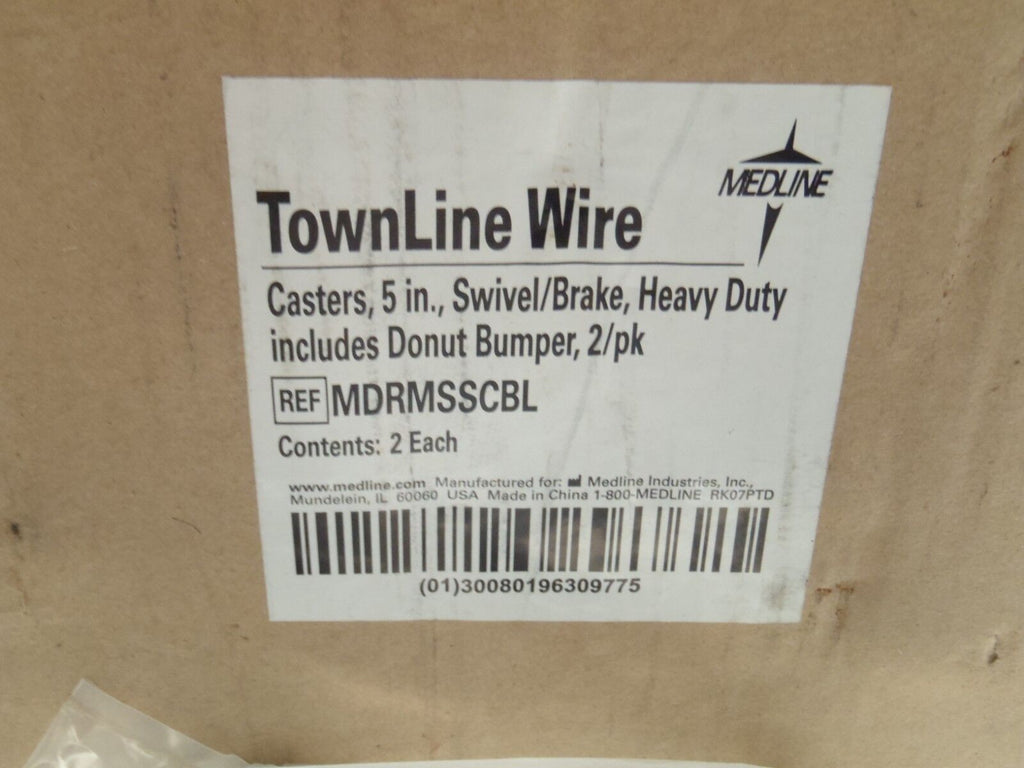 MEDLINE
TownLine Wire
Casters, 5 in., Swivel/Brake, Heavy Duty
includes Donut Bumper, 2/pk
REF MDRMSSCBL
Contents: 2 Each
www.medline.com Manufactured for: Medline Industries, Inc.,
Mundelein, IL 60060 USA Made in China 1-800-MEDLINE RK07PTD
(01)30080196309775